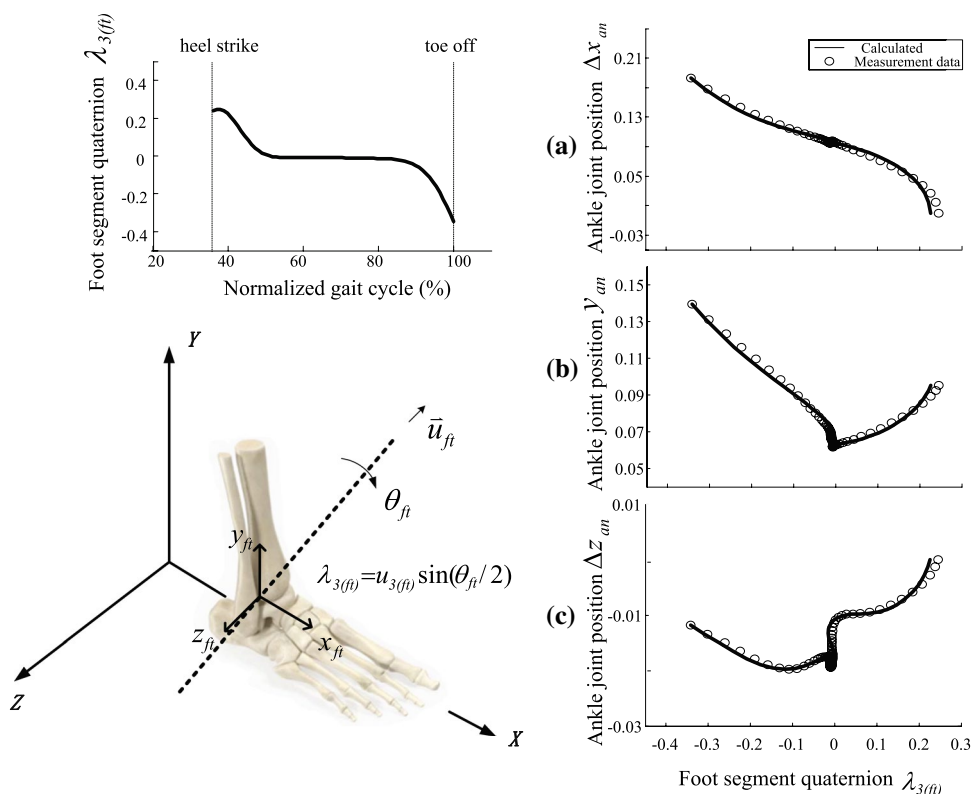 heel strike
toe off
Foot segment quaternion λ3(ft)
0.4
0.2
0
-0.2
-0.4
20
40
60
80
100
Normalized gait cycle (%)
Y
u⃗ft
θft
yft
λ3(ft)=u3(ft) sin(θft/2)
zft
xft
Z
X
(a)
Ankle joint position Δxan
0.21
0.13
0.05
-0.03
Calculated
Measurement data
(b)
Ankle joint position yan
0.15
0.13
0.11
0.09
0.07
0.05
(c)
Ankle joint position Δzan
0.01
-0.01
-0.01
-0.03
-0.4
-0.3
-0.2
-0.1
0
0.1
0.2
0.3
Foot segment quaternion λ3(ft)